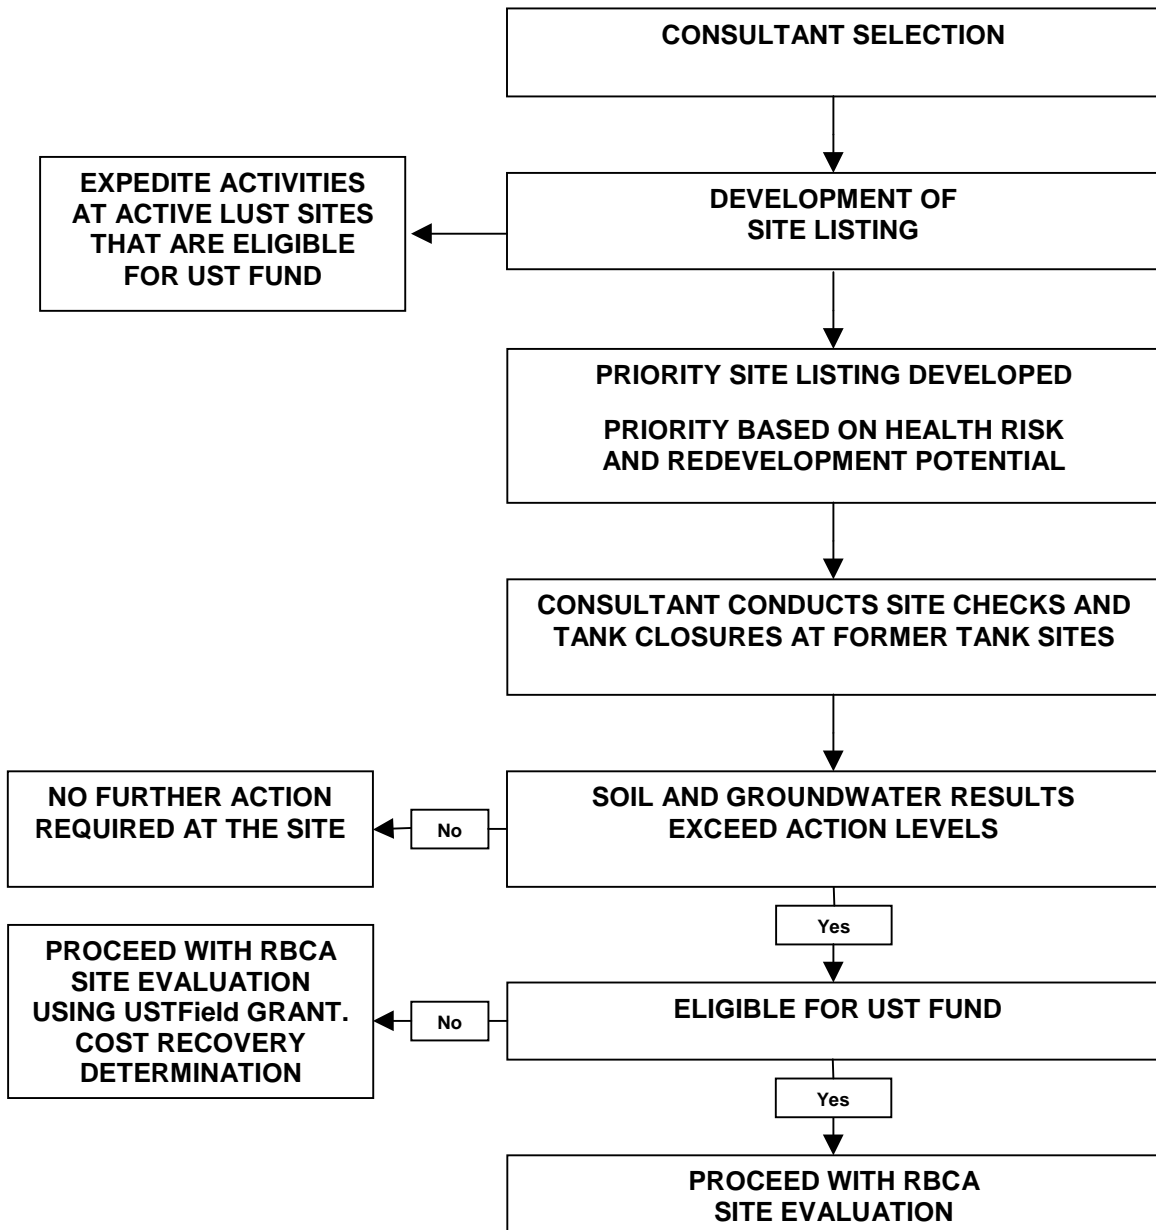 CONSULTANT SELECTION
EXPEDITE ACTIVITIES
AT ACTIVE LUST SITES
THAT ARE ELIGIBLE
FOR UST FUND
DEVELOPMENT OF
SITE LISTING
PRIORITY SITE LISTING DEVELOPED
PRIORITY BASED ON HEALTH RISK
AND REDEVELOPMENT POTENTIAL
CONSULTANT CONDUCTS SITE CHECKS AND
TANK CLOSURES AT FORMER TANK SITES
NO FURTHER ACTION
REQUIRED AT THE SITE
No
SOIL AND GROUNDWATER RESULTS
EXCEED ACTION LEVELS
Yes
PROCEED WITH RBCA
SITE EVALUATION
USING USTField GRANT.
COST RECOVERY
DETERMINATION
No
ELIGIBLE FOR UST FUND
Yes
PROCEED WITH RBCA
SITE EVALUATION